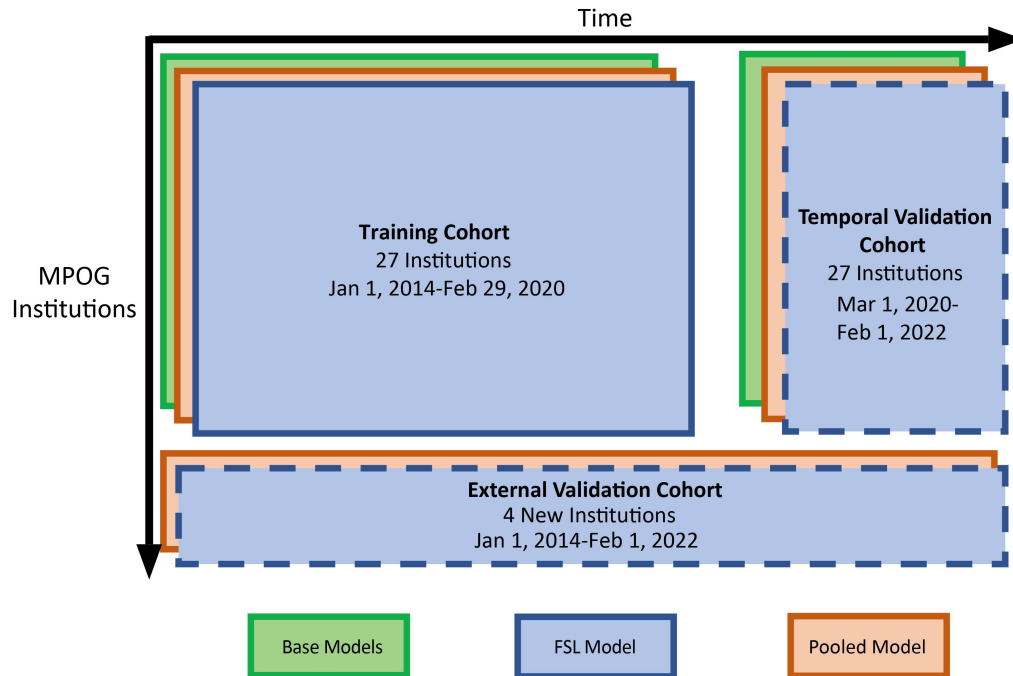 Time
MPOG
Institutions
Training Cohort
27 Institutions
Jan 1, 2014-Feb 29, 2020
Temporal Validation
Cohort
27 Institutions
Mar 1, 2020-
Feb 1, 2022
External Validation Cohort
4 New Institutions
Jan 1, 2014-Feb 1, 2022
Base Models
FSL Model
Pooled Model